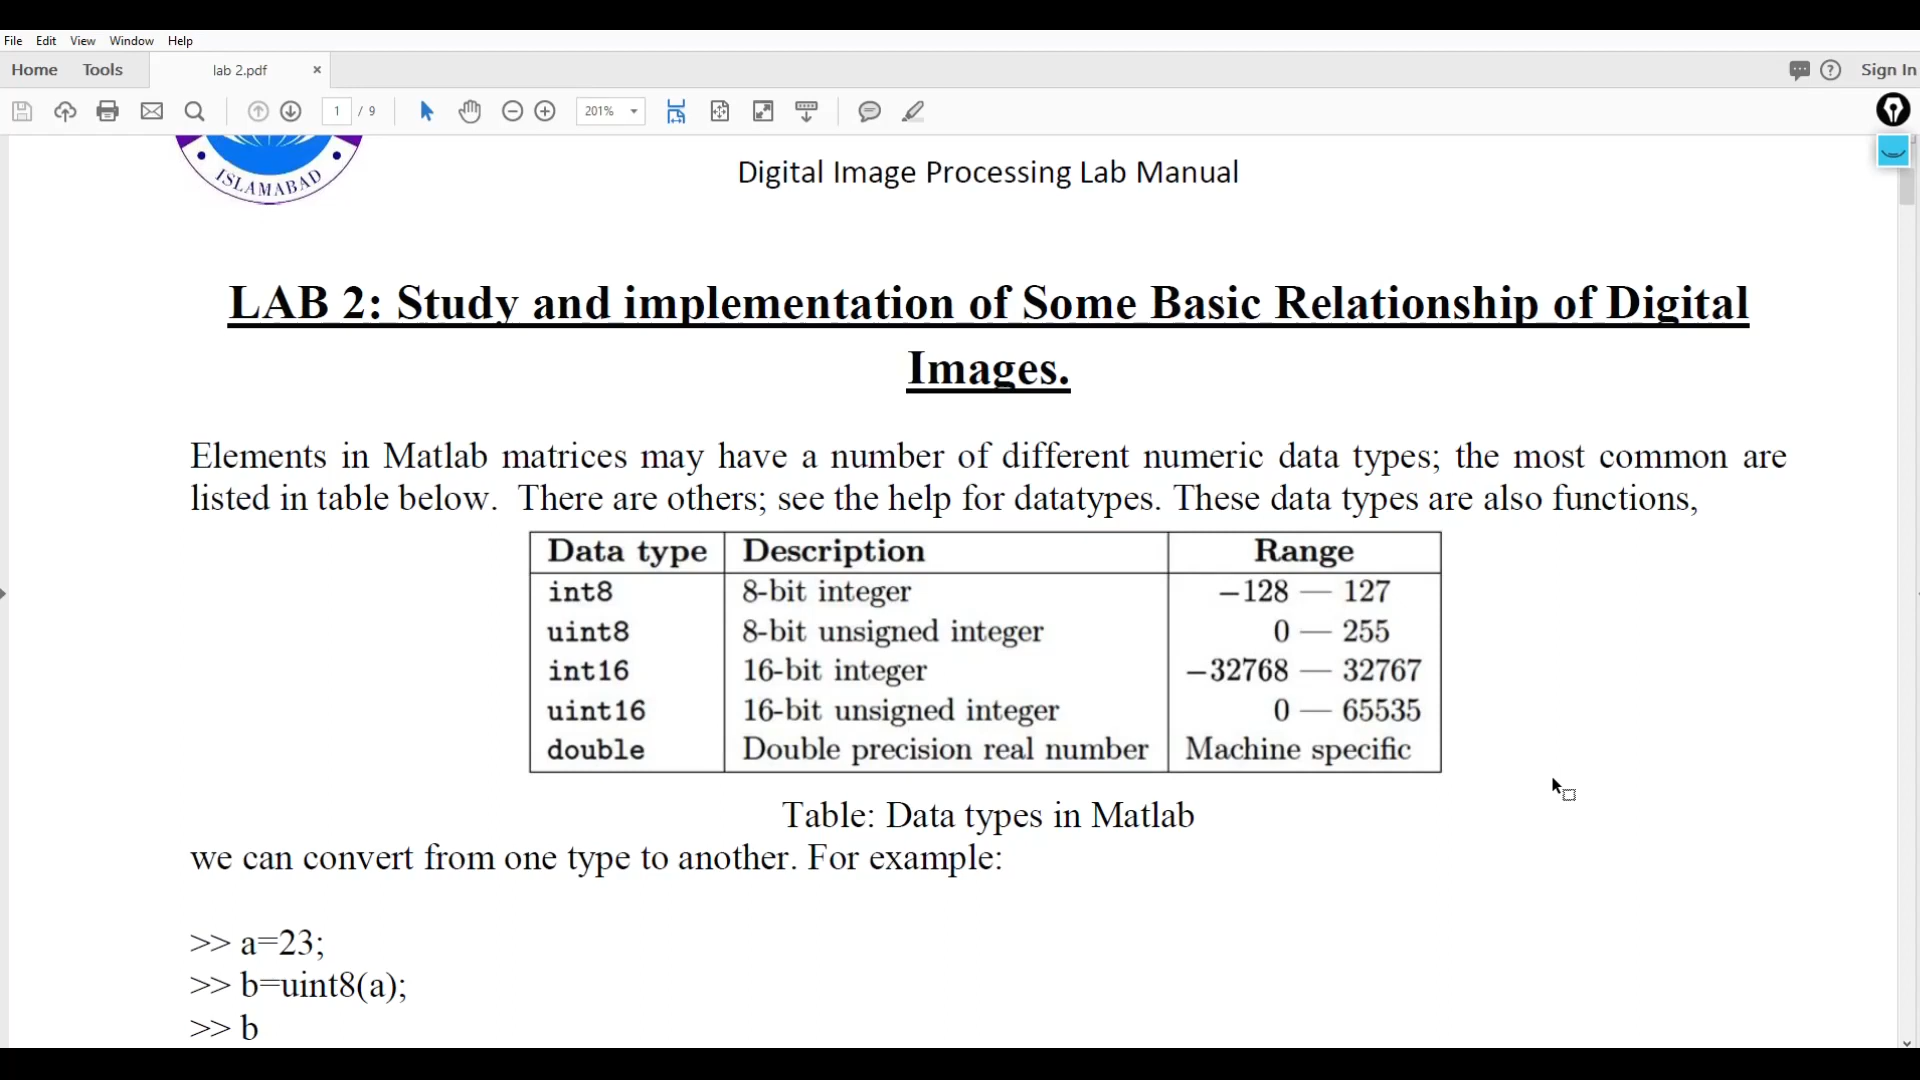 File Edit View Window Help
Home Tools lab 2.pdf × Sign In
1 / 9 201%
ISLAMABAD
Digital Image Processing Lab Manual
LAB 2: Study and implementation of Some Basic Relationship of Digital
Images.
Elements in Matlab matrices may have a number of different numeric data types; the most common are
listed in table below. There are others; see the help for datatypes. These data types are also functions,
Data type Description Range
int8 8-bit integer −128 — 127
uint8 8-bit unsigned integer 0 — 255
int16 16-bit integer −32768 — 32767
uint16 16-bit unsigned integer 0 — 65535
double Double precision real number Machine specific
Table: Data types in Matlab
we can convert from one type to another. For example:
>> a=23;
>> b=uint8(a);
>> b